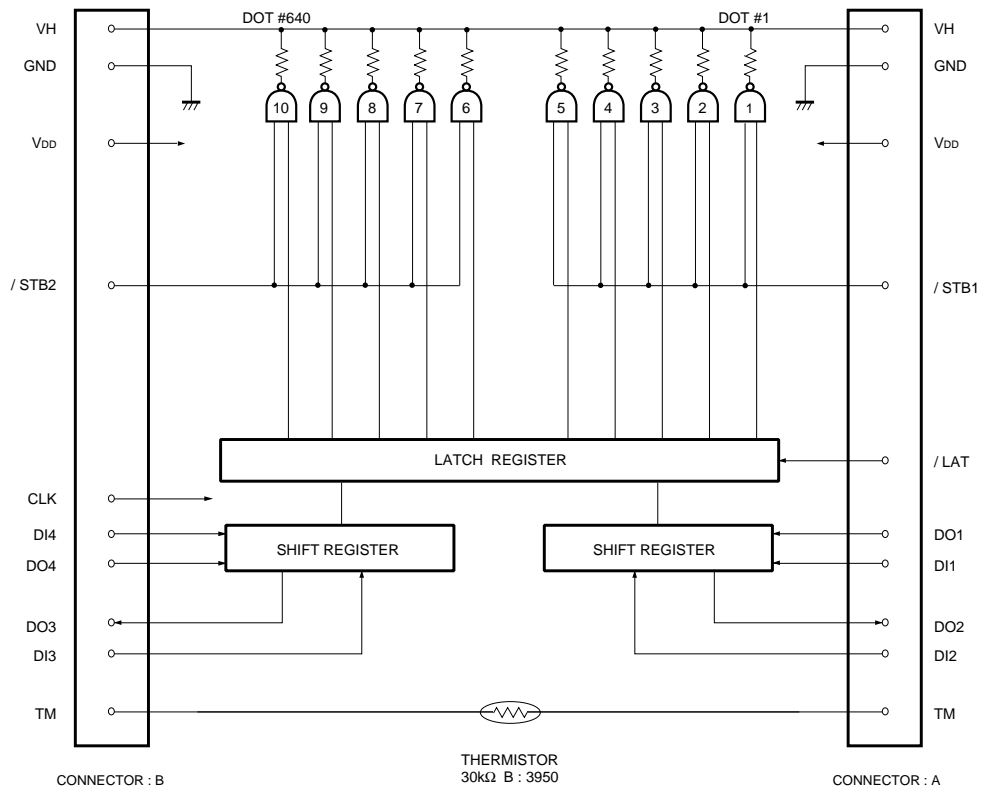 DOT #640
DOT #1
VH
VH
GND
GND
10
9
8
7
6
5
4
3
2
1
VDD
VDD
/ STB2
/ STB1
LATCH REGISTER
/ LAT
CLK
DI4
SHIFT REGISTER
SHIFT REGISTER
DO1
DO4
DI1
DO3
DO2
DI3
DI2
TM
TM
THERMISTOR
30kΩ B : 3950
CONNECTOR : B
CONNECTOR : A